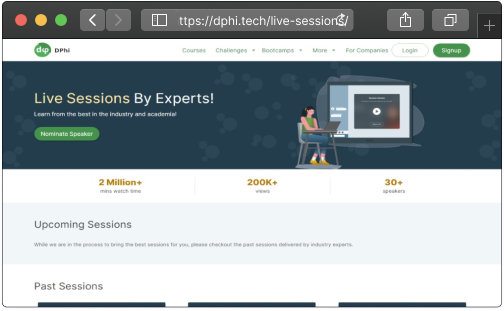 ttps://dphi.tech/live-sessions/
dip DPhi Courses Challenges Bootcamps More For Companies Login Signup
Live Sessions By Experts!
Learn from the best in the industry and academia!
Nominate Speaker
2 Million+ 200K+ 30+
mins watch time views speakers
Upcoming Sessions
While we are in the process to bring the best sessions for you, please checkout the past sessions delivered by industry experts.
Past Sessions